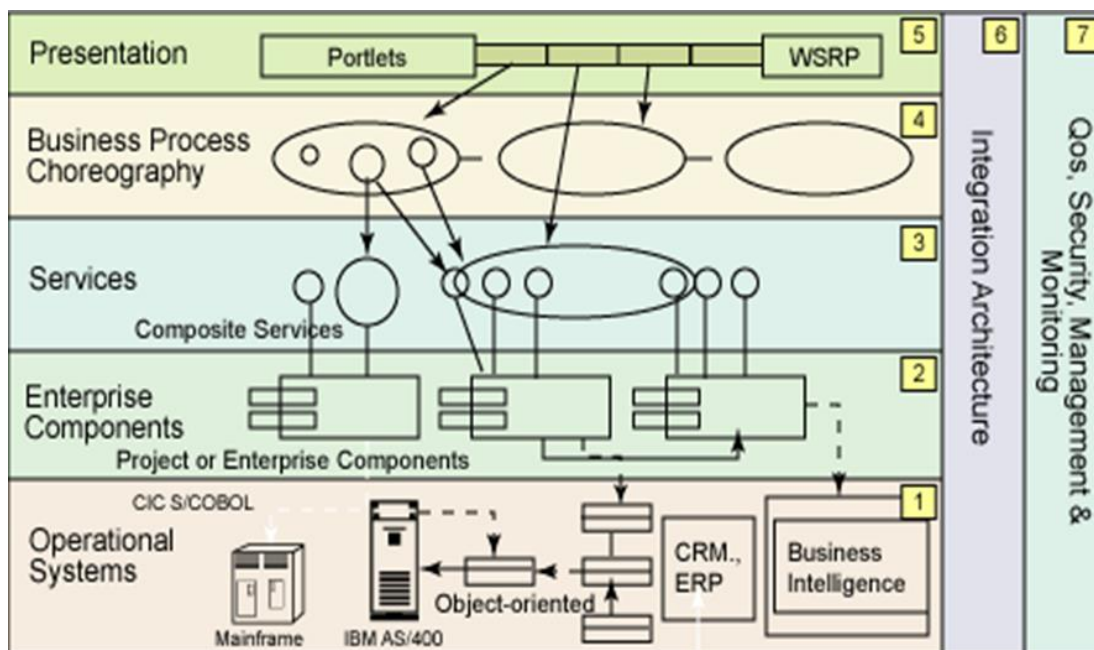 Presentation
Portlets
WSRP
5
Business Process
Choreography
4
Services
Composite Services
3
Enterprise
Components
Project or Enterprise Components
2
CIC S/COBOL
Operational
Systems
Mainframe
IBM AS/400
Object-oriented
CRM.,
ERP
Business
Intelligence
1
6
Integration Architecture
7
Qos, Security, Management &
Monitoring